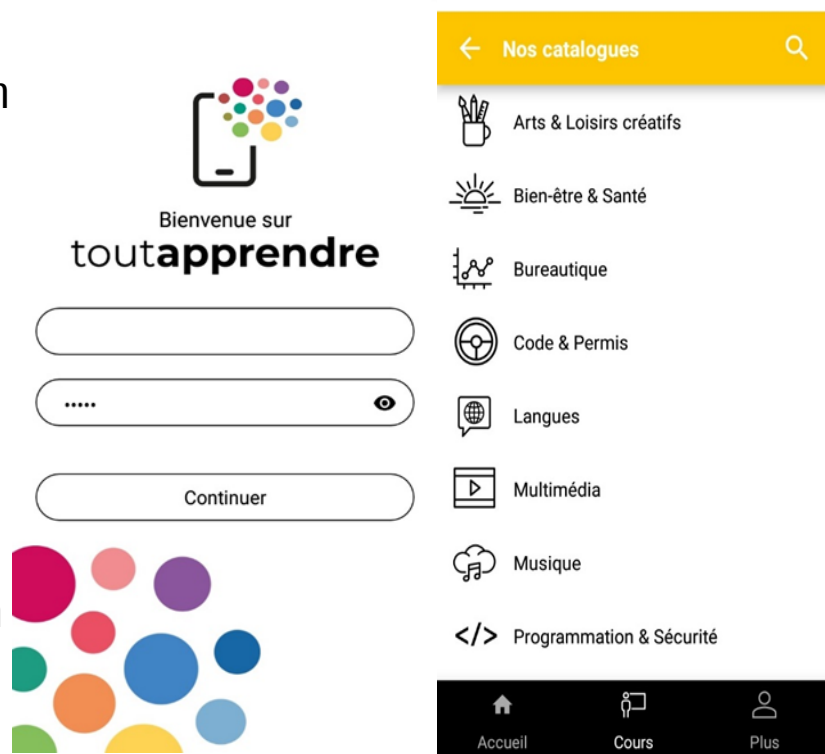 Bienvenue sur
toutapprendre
•••••
Continuer
Nos catalogues
Arts & Loisirs créatifs
Bien-être & Santé
Bureautique
Code & Permis
Langues
Multimédia
Musique
</> Programmation & Sécurité
Accueil
Cours
Plus